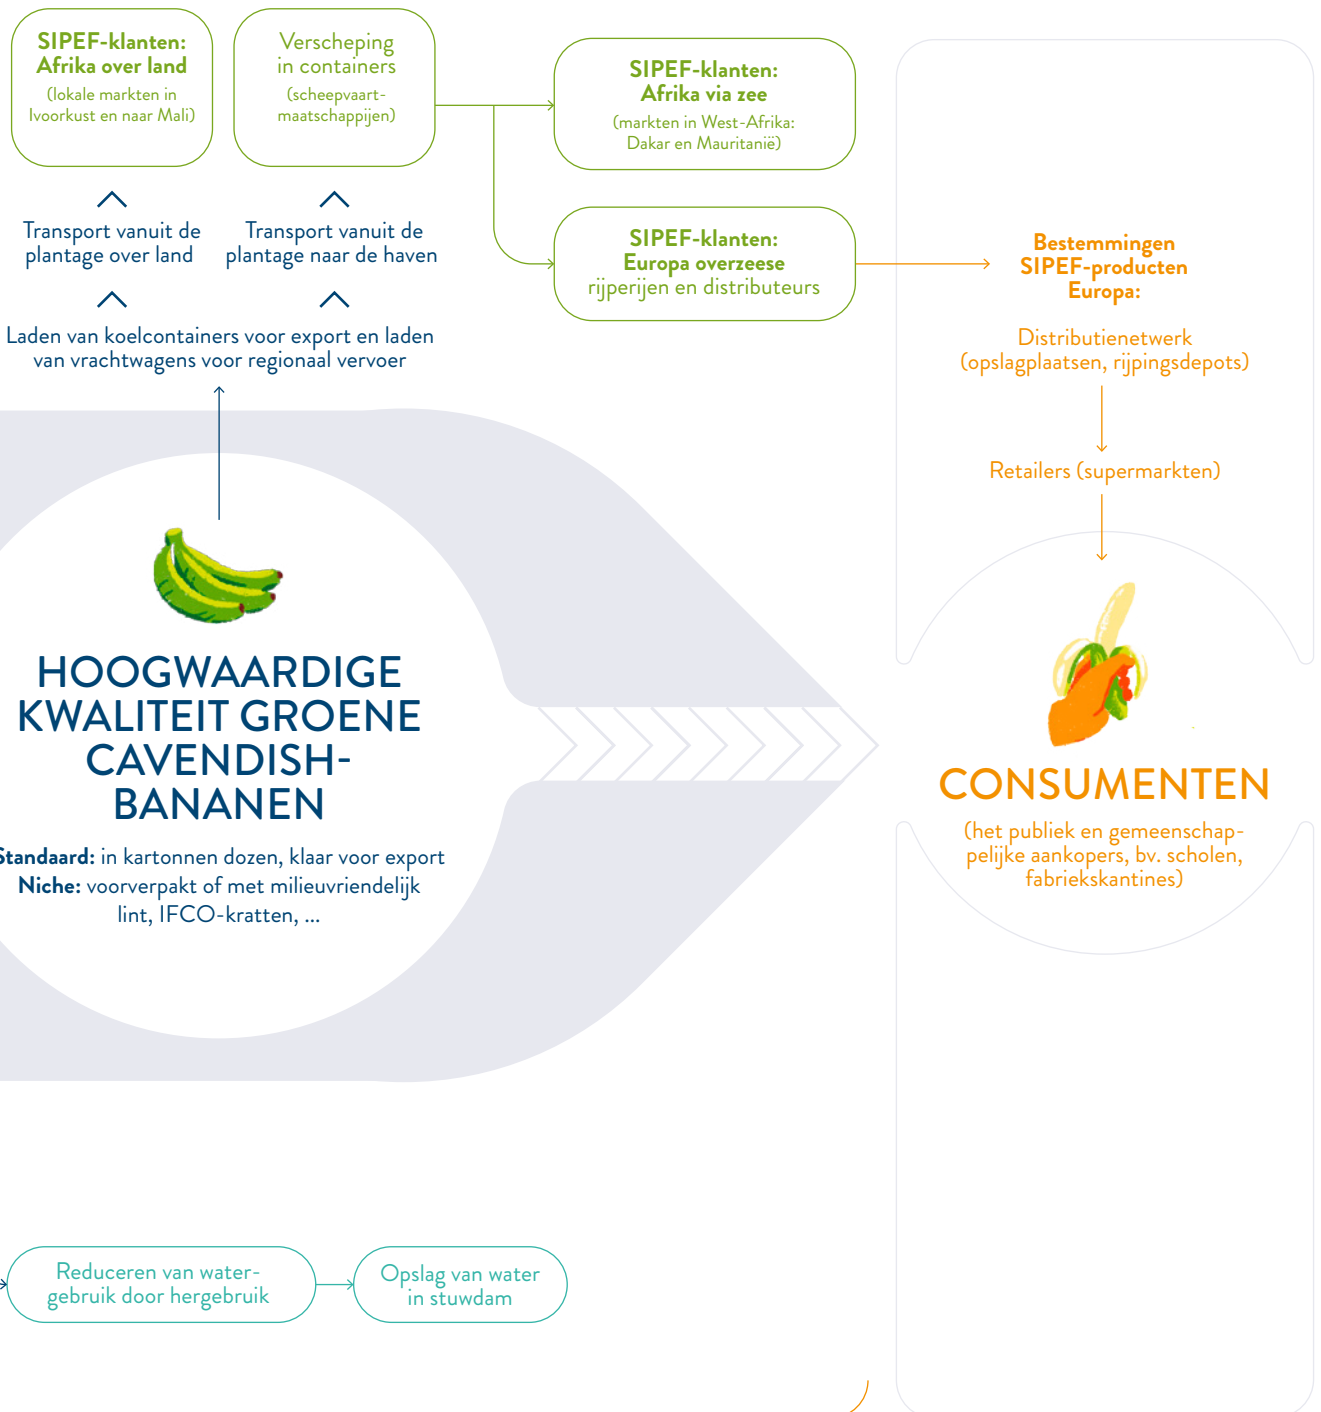 SIPEF-klanten:
Afrika over land
(lokale markten in
Ivoorkust en naar Mali)
Verscheping
in containers
(scheepvaart-
maatschappijen)
SIPEF-klanten:
Afrika via zee
(markten in West-Afrika:
Dakar en Mauritanië)
Transport vanuit de
plantage over land
Transport vanuit de
plantage naar de haven
SIPEF-klanten:
Europa overzeese
rijperijen en distributeurs
Bestemmingen
SIPEF-producten
Europa:
Laden van koelcontainers voor export en laden
van vrachtwagens voor regionaal vervoer
Distributienetwerk
(opslagplaatsen, rijpingsdepots)
Retailers (supermarkten)
HOOGWAARDIGE
KWALITEIT GROENE
CAVENDISH-
BANANEN
Standaard: in kartonnen dozen, klaar voor export
Niche: voorverpakt of met milieuvriendelijk
lint, IFCO-kratten, ...
CONSUMENTEN
(het publiek en gemeenschap-
pelijke aankopers, bv. scholen,
fabriekskantines)
Reduceren van water-
gebruik door hergebruik
Opslag van water
in stuwdam